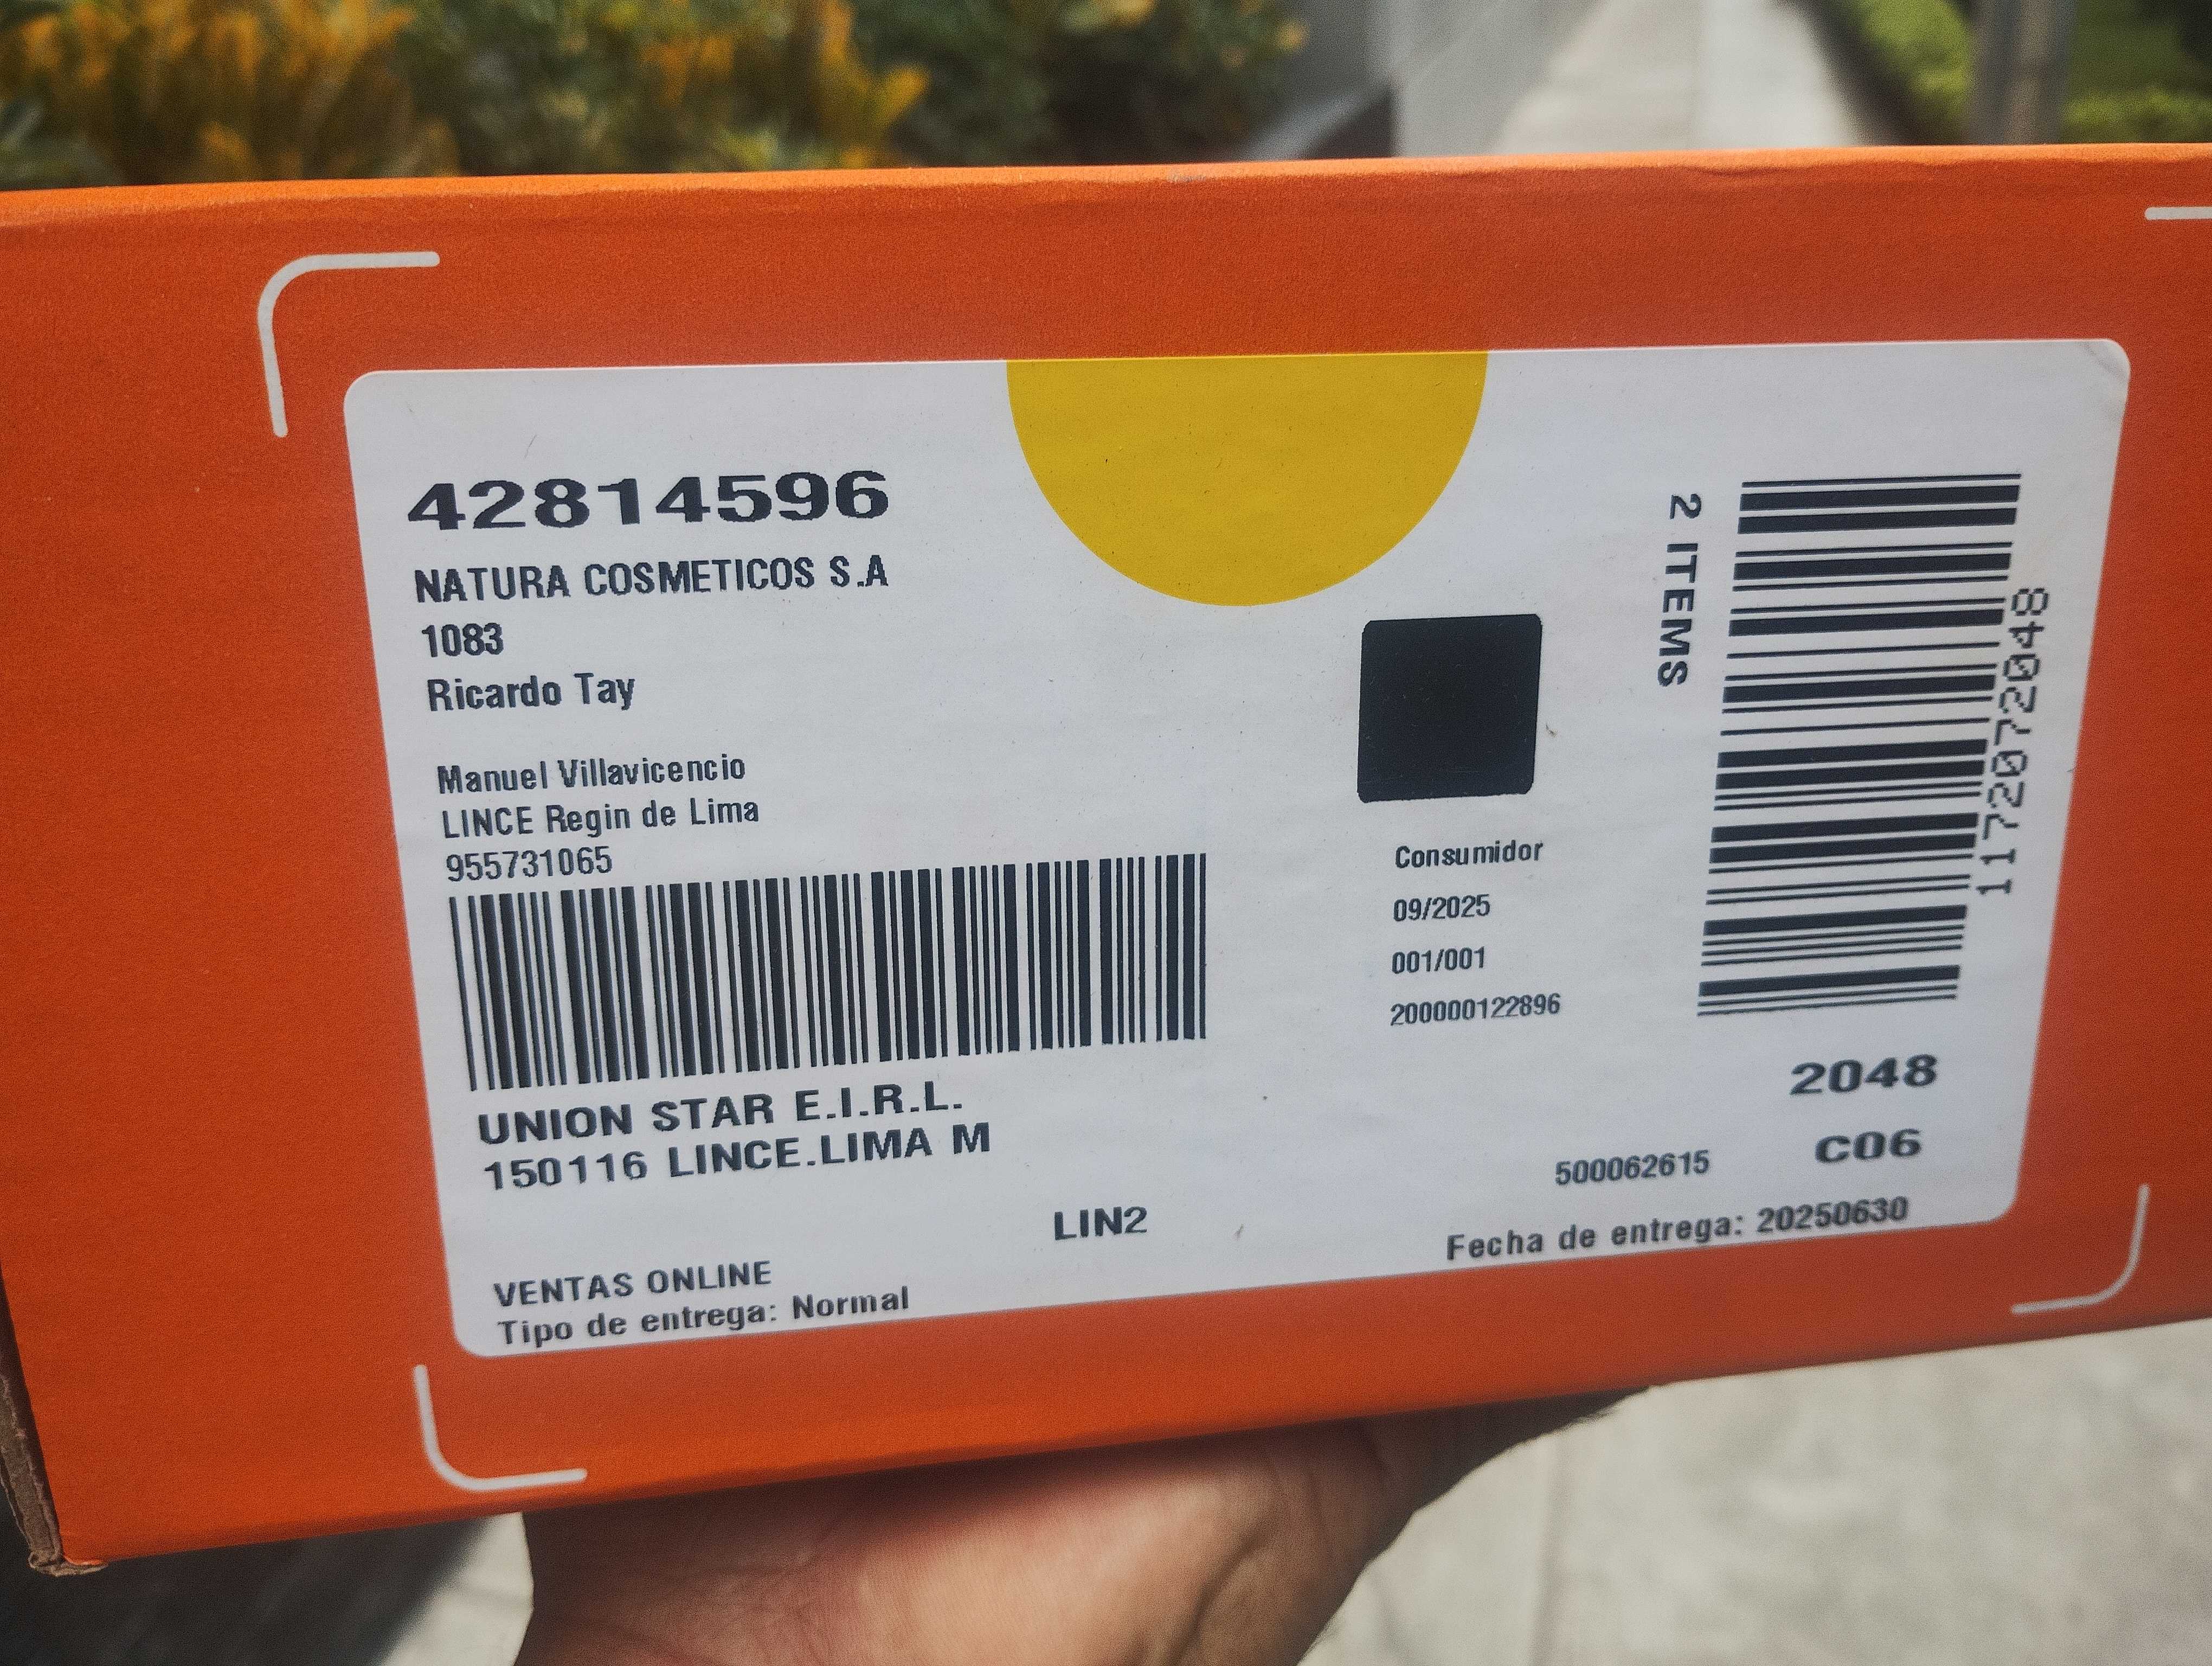 42814596
NATURA COSMETICOS S.A
1083
Ricardo Tay
Manuel Villavicencio
LINCE Regin de Lima
955731065
UNION STAR E.I.R.L.
150116 LINCE.LIMA M
LIN2
VENTAS ONLINE
Tipo de entrega: Normal
Consumidor
09/2025
001/001
200000122896
2 ITEMS
1172072048
2048
C06
500062615
Fecha de entrega: 20250630